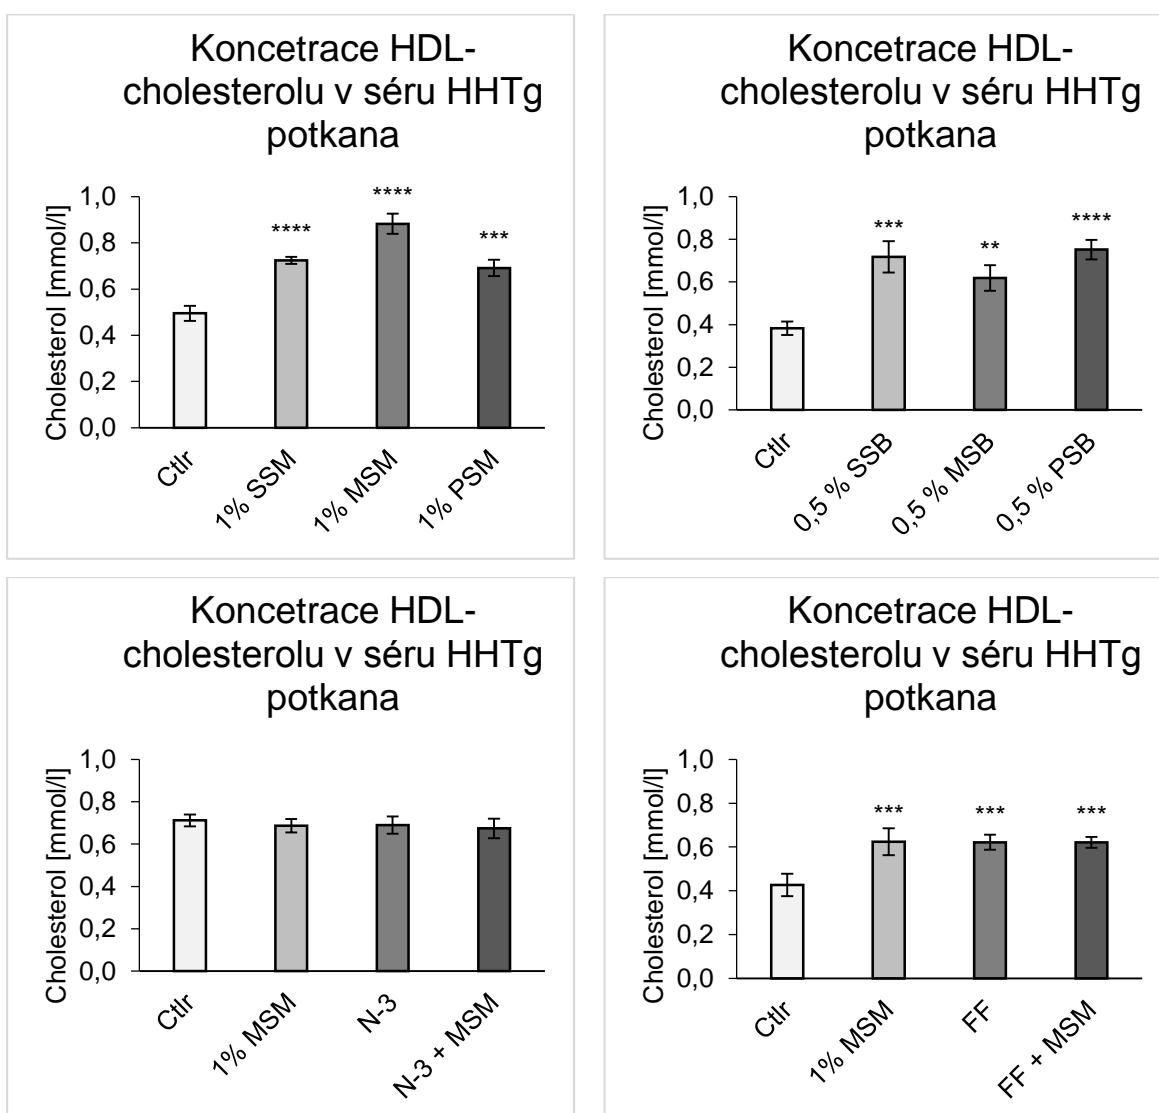 Koncetrace HDL-
cholesterolu v séru HHTg
potkana
Cholesterol [mmol/l]
1,0
0,8
0,6
0,4
0,2
0,0
****
****
***
Ctlr
1% SSM
1% MSM
1% PSM
Koncetrace HDL-
cholesterolu v séru HHTg
potkana
Cholesterol [mmol/l]
1,0
0,8
0,6
0,4
0,2
0,0
***
**
****
Ctlr
0,5 % SSB
0,5 % MSB
0,5 % PSB
Koncetrace HDL-
cholesterolu v séru HHTg
potkana
Cholesterol [mmol/l]
1,0
0,8
0,6
0,4
0,2
0,0
Ctlr
1% MSM
N-3
N-3 + MSM
Koncetrace HDL-
cholesterolu v séru HHTg
potkana
Cholesterol [mmol/l]
1,0
0,8
0,6
0,4
0,2
0,0
***
***
***
Ctlr
1% MSM
FF
FF + MSM